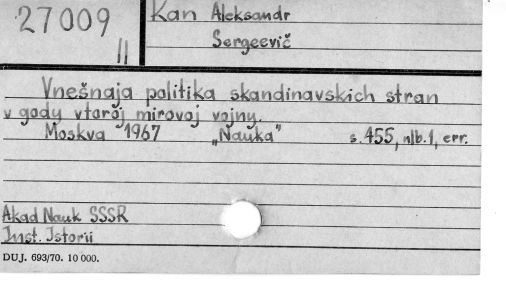 27009
II
Kan Aleksandr
Sergeevič
Vnešnaja politika skandinavskich stran
v gody vtoroj mirovoj vojny.
Moskva 1967 „Nauka" s. 455, nlb. 1, err.
Akad Nauk SSSR
Inst. Istorii
DUJ. 693/70. 10 000.